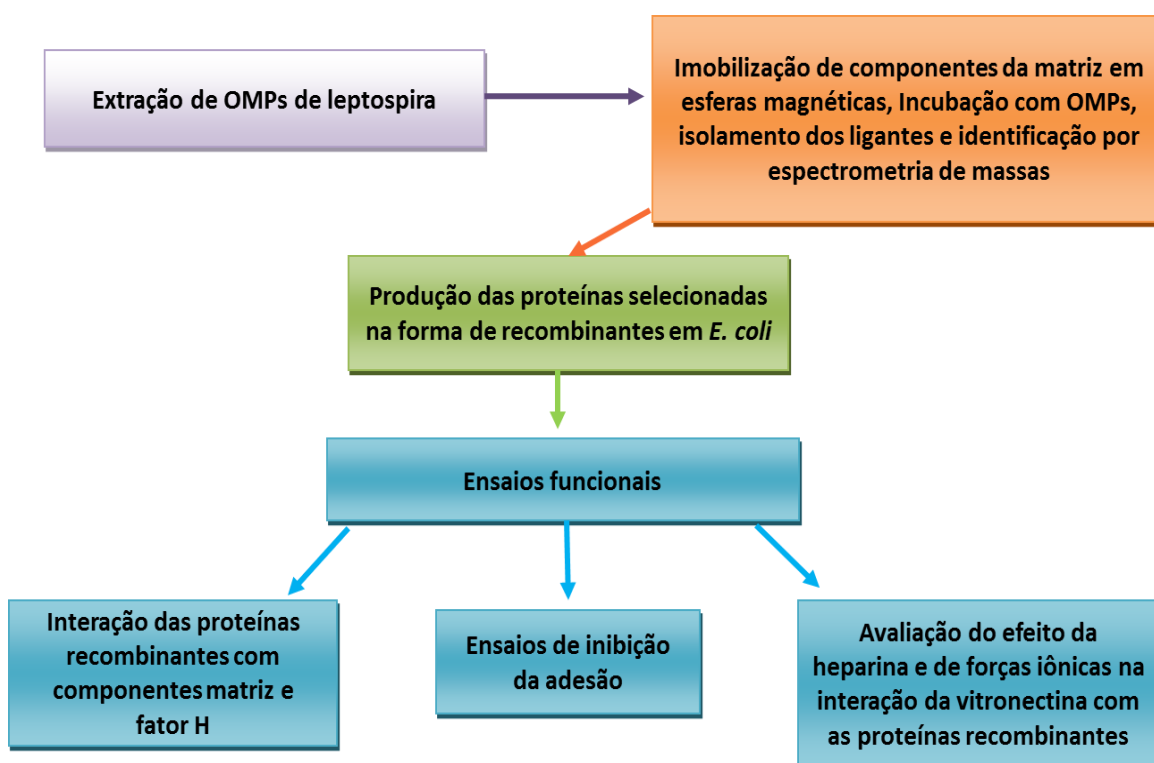 Extração de OMPs de leptospira
Imobilização de componentes da matriz em
esferas magnéticas, Incubação com OMPs,
isolamento dos ligantes e identificação por
espectrometria de massas
Produção das proteínas selecionadas
na forma de recombinantes em E. coli
Ensaios funcionais
Interação das proteínas
recombinantes com
componentes matriz e
fator H
Ensaios de inibição
da adesão
Avaliação do efeito da
heparina e de forças iônicas na
interação da vitronectina com
as proteínas recombinantes